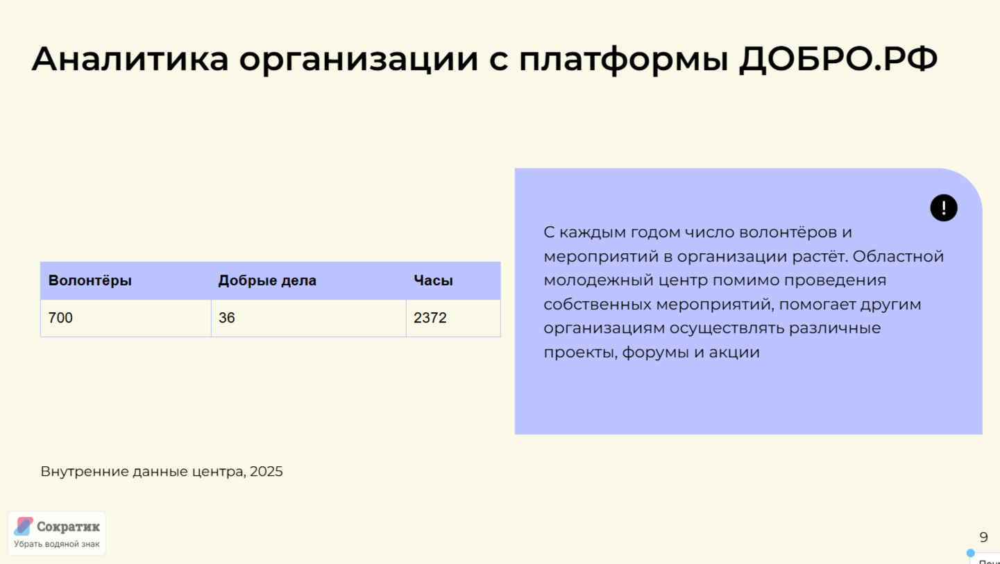 Аналитика организации с платформы ДОБРО.РФ
Волонтёры Добрые дела Часы
700 36 2372
С каждым годом число волонтёров и
мероприятий в организации растёт. Областной
молодежный центр помимо проведения
собственных мероприятий, помогает другим
организациям осуществлять различные
проекты, форумы и акции
Внутренние данные центра, 2025
Сократик
Убрать водяной знак
9